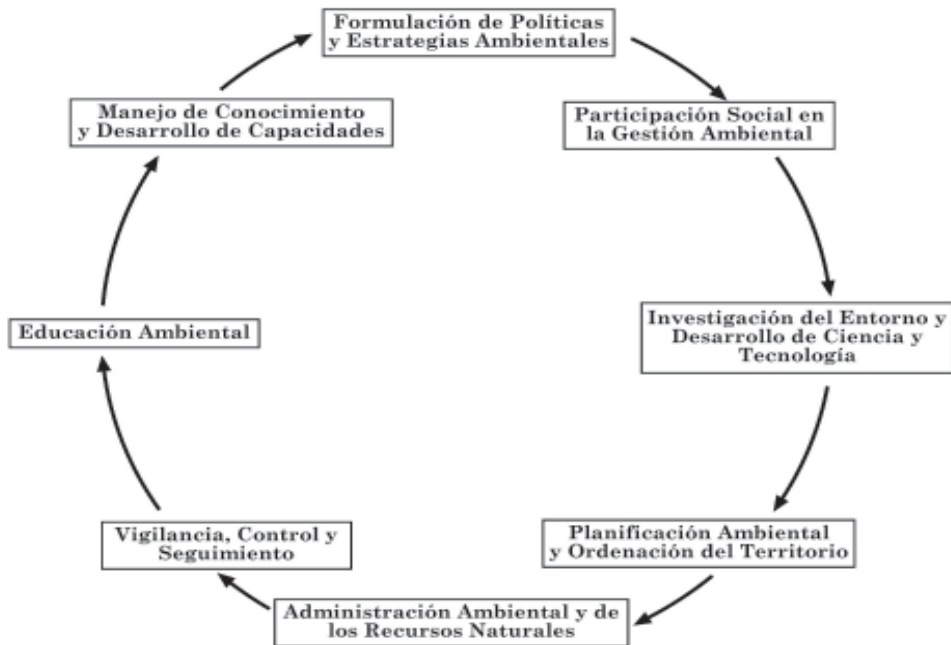 Formulación de Políticas
y Estrategias Ambientales
Participación Social en
la Gestión Ambiental
Investigación del Entorno y
Desarrollo de Ciencia y
Tecnología
Planificación Ambiental
y Ordenación del Territorio
Administración Ambiental y de
los Recursos Naturales
Vigilancia, Control y
Seguimiento
Educación Ambiental
Manejo de Conocimiento
y Desarrollo de Capacidades